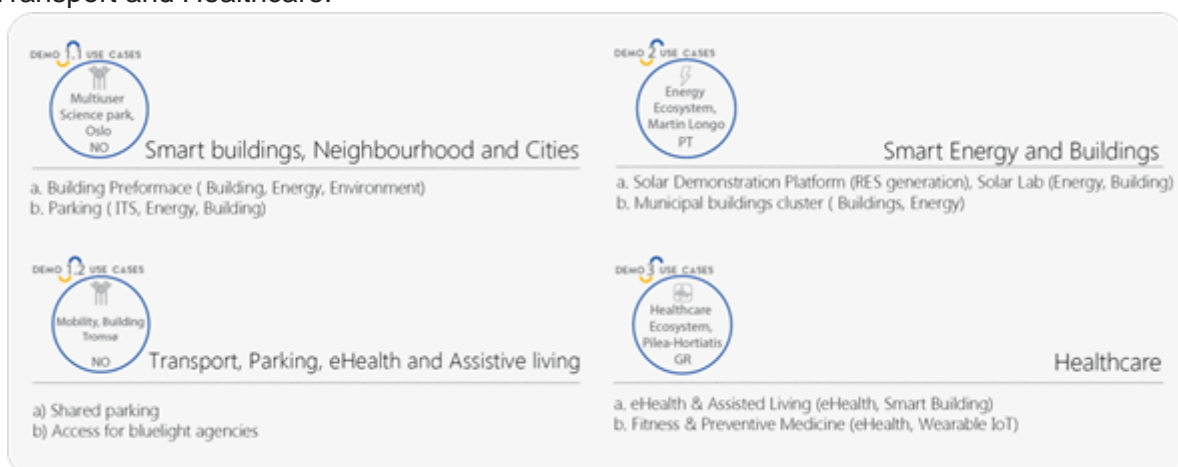 Transport and Healthcare.
DEMO 1.1 USE CASES
Multiuser
Science park,
Oslo
NO
Smart buildings, Neighbourhood and Cities
a. Building Preformace ( Building, Energy, Environment)
b. Parking ( ITS, Energy, Building)
DEMO 2 USE CASES
Energy
Ecosystem,
Martin Longo
PT
Smart Energy and Buildings
a. Solar Demonstration Platform (RES generation), Solar Lab (Energy, Building)
b. Municipal buildings cluster ( Buildings, Energy)
DEMO 1.2 USE CASES
Mobility, Building
Tromsø
NO
Transport, Parking, eHealth and Assistive living
a) Shared parking
b) Access for bluelight agencies
DEMO 3 USE CASES
Healthcare
Ecosystem,
Pilea-Hortiatis
GR
Healthcare
a. eHealth & Assisted Living (eHealth, Smart Building)
b. Fitness & Preventive Medicine (eHealth, Wearable IoT)